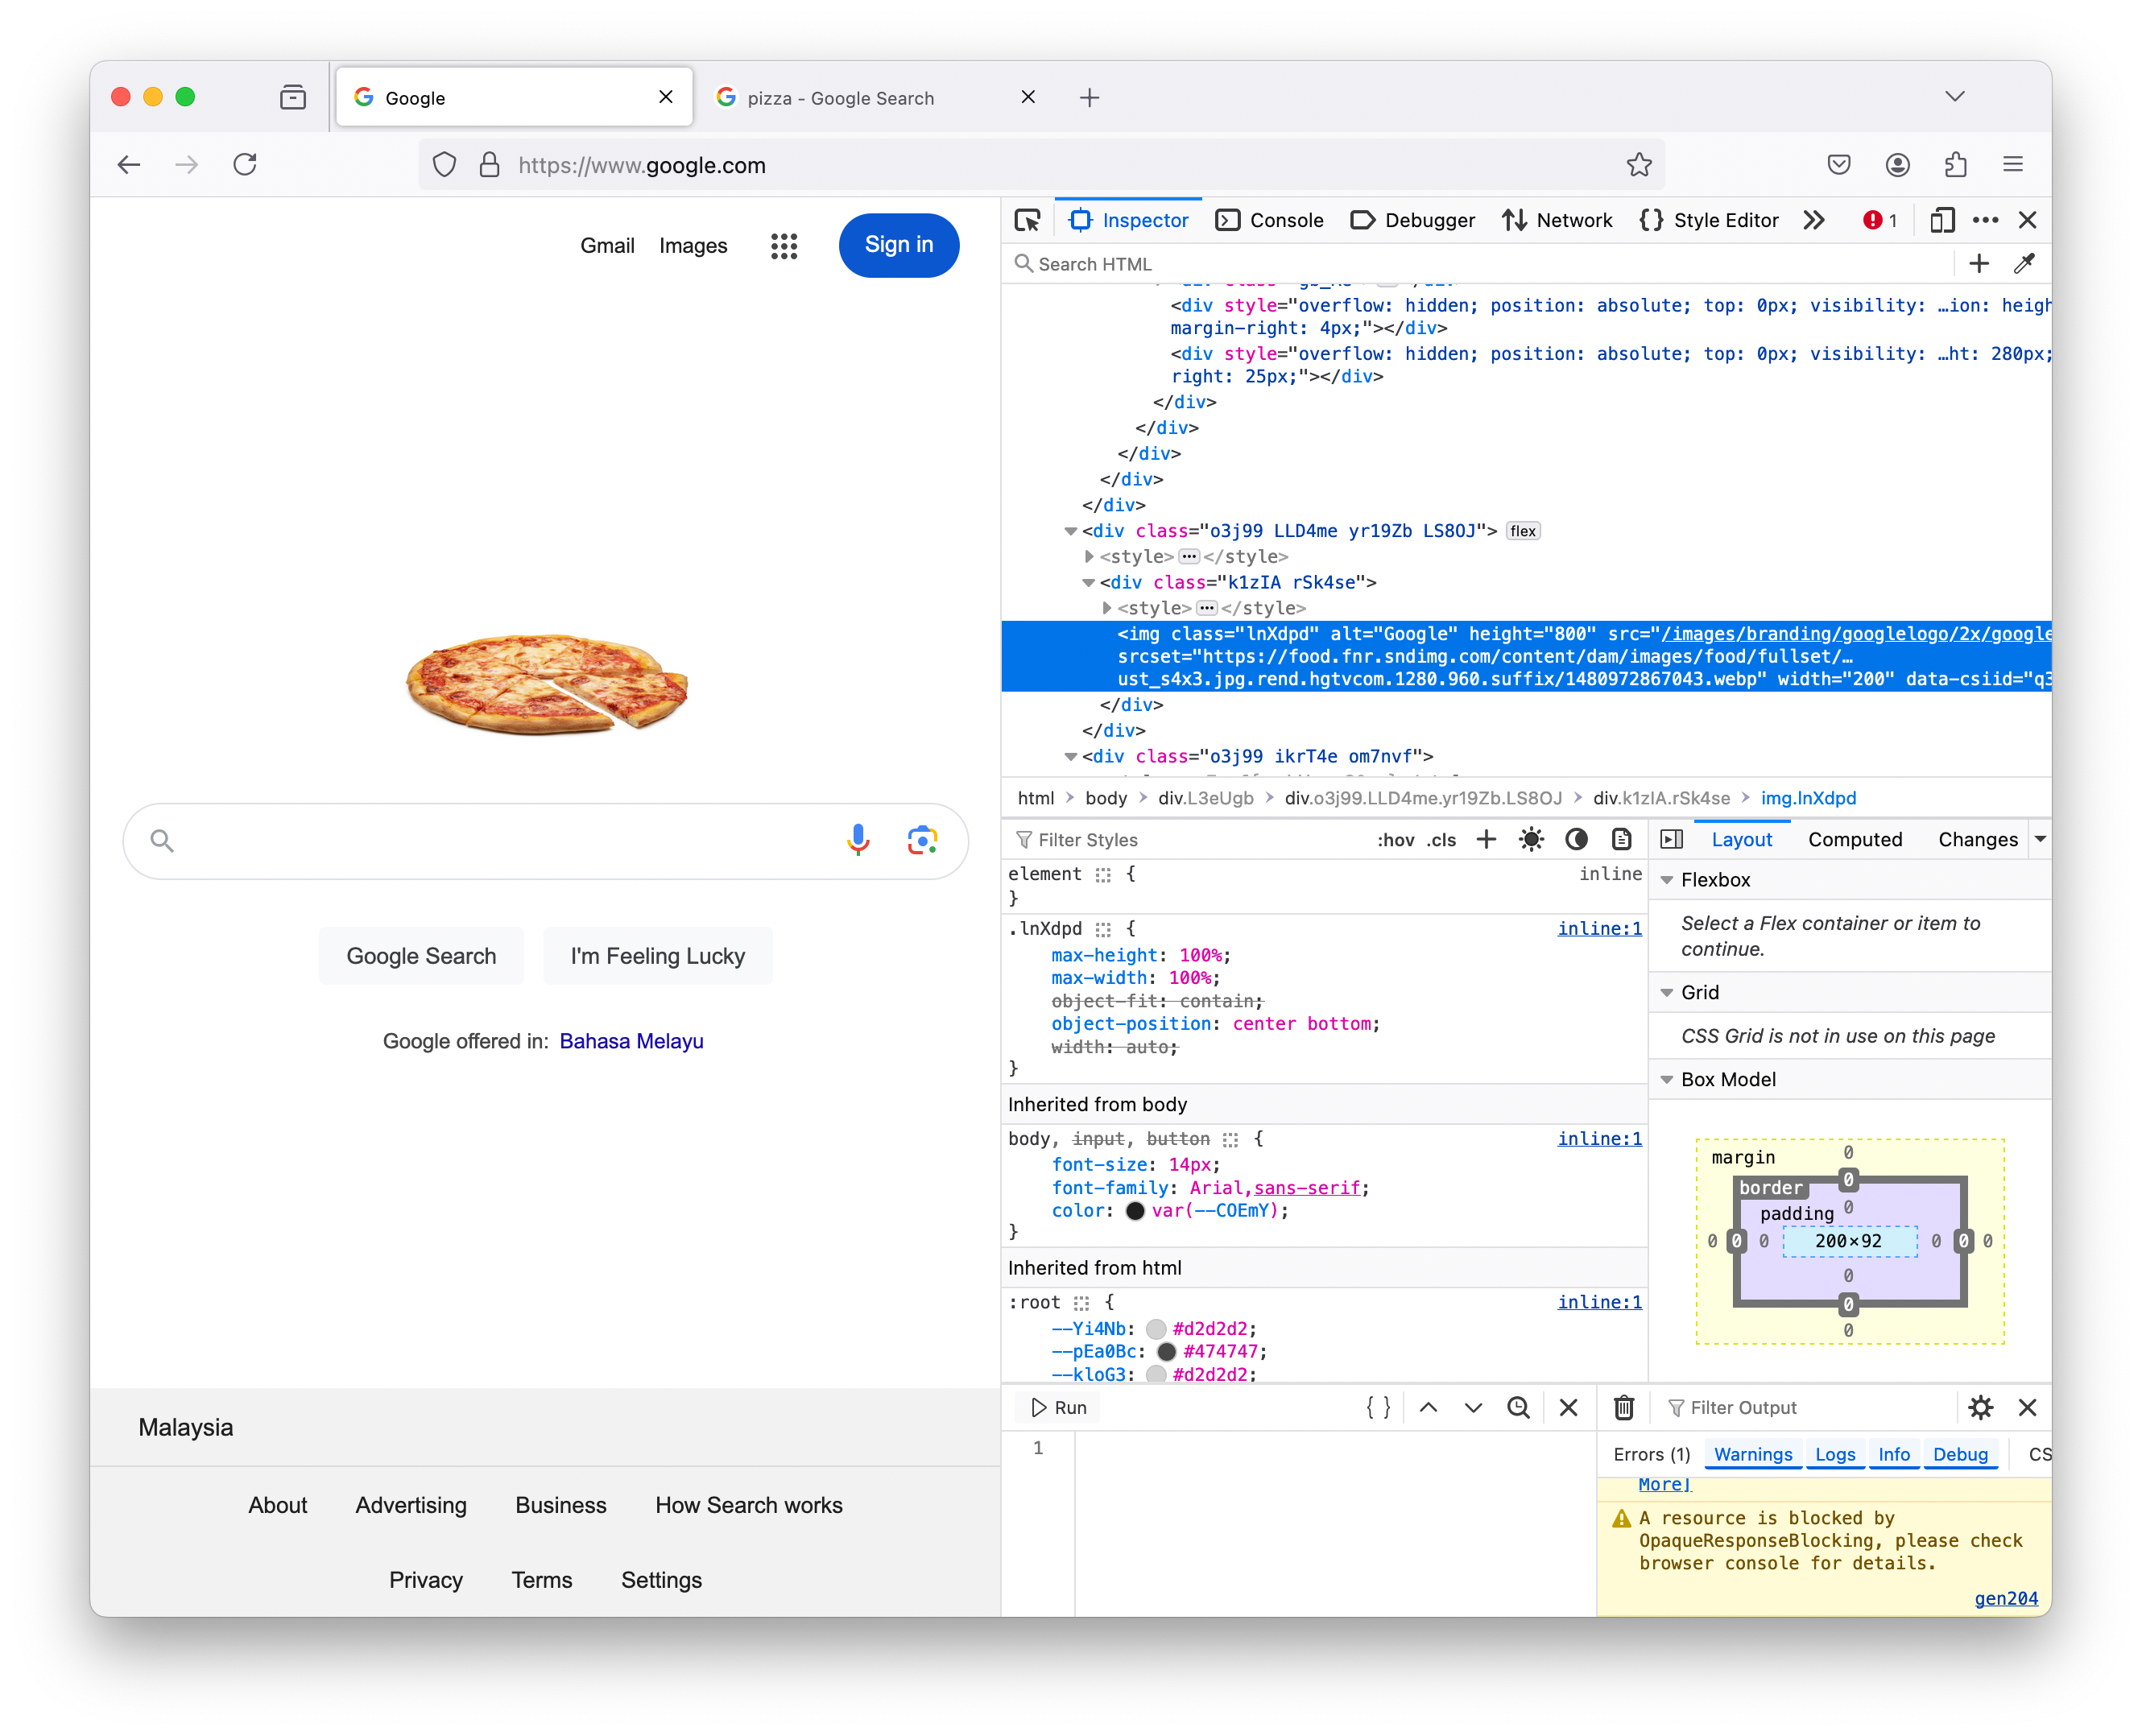 Google
pizza - Google Search
https://www.google.com
Gmail Images Sign in
Google Search I'm Feeling Lucky
Google offered in: Bahasa Melayu
Malaysia
About Advertising Business How Search works
Privacy Terms Settings
Inspector Console Debugger Network Style Editor 1
Search HTML
<div style="overflow: hidden; position: absolute; top: 0px; visibility: …ion: heigh
margin-right: 4px;"></div>
<div style="overflow: hidden; position: absolute; top: 0px; visibility: …ht: 280px;
right: 25px;"></div>
</div>
</div>
</div>
</div>
</div>
<div class="o3j99 LLD4me yr19Zb LS8OJ"> flex
<style>…</style>
<div class="k1zIA rSk4se">
<style>…</style>
<img class="lnXdpd" alt="Google" height="800" src="/images/branding/googlelogo/2x/google
srcset="https://food.fnr.sndimg.com/content/dam/images/food/fullset/…
ust_s4x3.jpg.rend.hgtvcom.1280.960.suffix/1480972867043.webp" width="200" data-csiid="q3
</div>
</div>
<div class="o3j99 ikrT4e om7nvf">
html body div.L3eUgb div.o3j99.LLD4me.yr19Zb.LS8OJ div.k1zIA.rSk4se img.lnXdpd
Filter Styles :hov .cls
element { inline
}
.lnXdpd { inline:1
max-height: 100%;
max-width: 100%;
object-fit: contain;
object-position: center bottom;
width: auto;
}
Inherited from body
body, input, button { inline:1
font-size: 14px;
font-family: Arial,sans-serif;
color: var(--COEmY);
}
Inherited from html
:root { inline:1
--Yi4Nb: #d2d2d2;
--pEa0Bc: #474747;
--kloG3: #d2d2d2;
Layout Computed Changes
Flexbox
Select a Flex container or item to
continue.
Grid
CSS Grid is not in use on this page
Box Model
margin 0
border 0
padding 0
0 0 0 200×92 0 0 0
0
0
0
Run { }
1
Filter Output
Errors (1) Warnings Logs Info Debug CS
More]
A resource is blocked by
OpaqueResponseBlocking, please check
browser console for details.
gen204